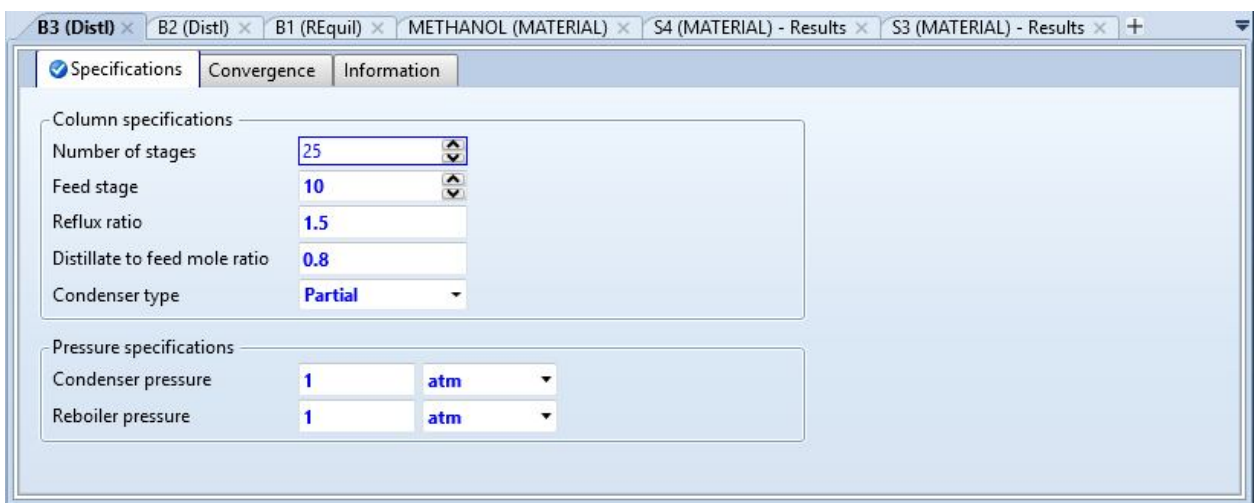 B3 (Distl) × B2 (Distl) × B1 (REquil) × METHANOL (MATERIAL) × S4 (MATERIAL) - Results × S3 (MATERIAL) - Results × +
Specifications Convergence Information
Column specifications
Number of stages 25
Feed stage 10
Reflux ratio 1.5
Distillate to feed mole ratio 0.8
Condenser type Partial
Pressure specifications
Condenser pressure 1 atm
Reboiler pressure 1 atm